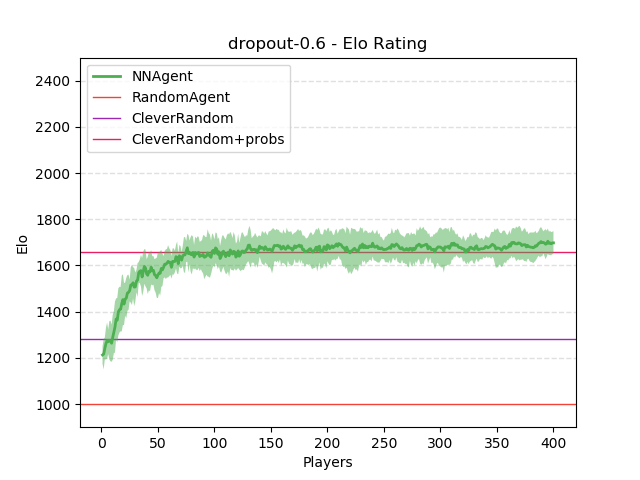 dropout-0.6 - Elo Rating
NNAgent
RandomAgent
CleverRandom
CleverRandom+probs
2400
2200
2000
1800
1600
1400
1200
1000
Elo
0 50 100 150 200 250 300 350 400
Players